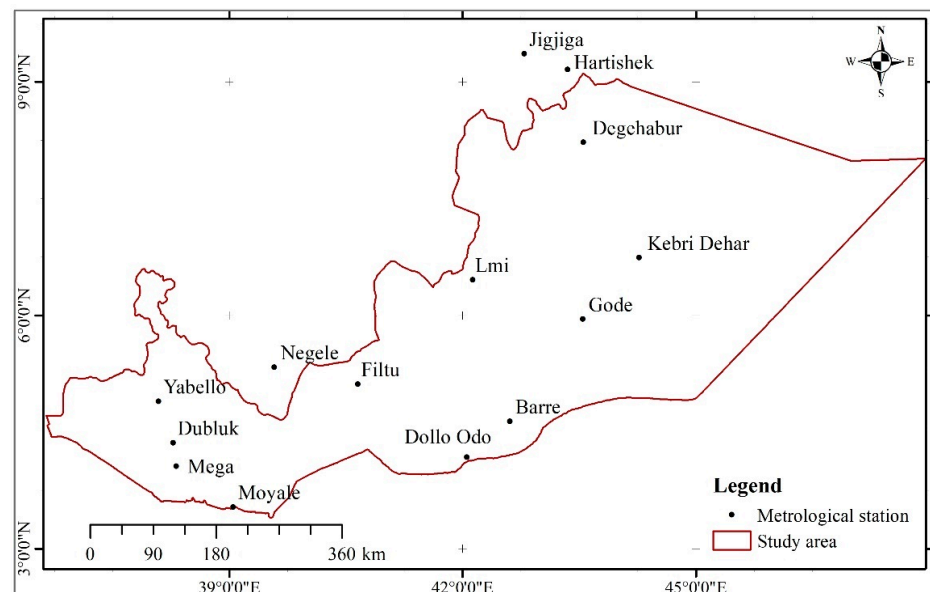 Jigjiga
Hartishek
N
W E
S
9°0'0"N
Degehabur
Kebri Dehar
Lmi
6°0'0"N
Gode
Negele
Filtu
Yabello
Barre
Dubluk
Dollo Odo
Mega
Moyale
Legend
Metrological station
Study area
0 90 180 360 km
3°0'0"N
39°0'0"E 42°0'0"E 45°0'0"E